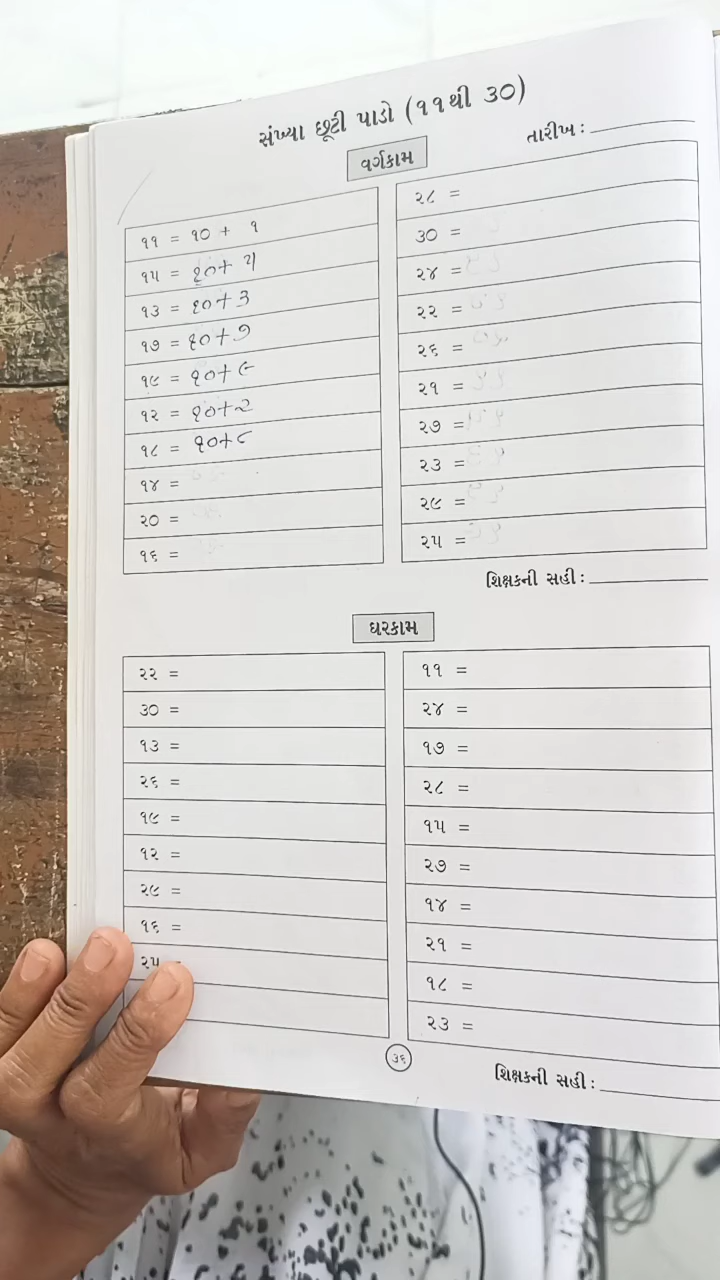 સંખ્યા છૂટી પાડો (૧૧થી ૩૦)
તારીખ :
વર્ગકામ
૧૧ = ૧૦ + ૧
૧૫ = ૧૦+ ૫
૧૩ = ૧૦+ ૩
૧૭ = ૧૦+ ૭
૧૯ = ૧૦+ ૯
૧૨ = ૧૦+૨
૧૮ = ૧૦+૮
૧૪ =
૨૦ =
૧૬ =
૨૮ =
૩૦ =
૨૪ =
૨૨ =
૨૬ =
૨૧ =
૨૭ =
૨૩ =
૨૯ =
૨૫ =
શિક્ષકની સહી :
ઘરકામ
૨૨ =
૩૦ =
૧૩ =
૨૬ =
૧૯ =
૧૨ =
૨૯ =
૧૬ =
૨૫ =
૧૧ =
૨૪ =
૧૭ =
૨૮ =
૧૫ =
૨૭ =
૧૪ =
૨૧ =
૧૮ =
૨૩ =
શિક્ષકની સહી :
૩૬